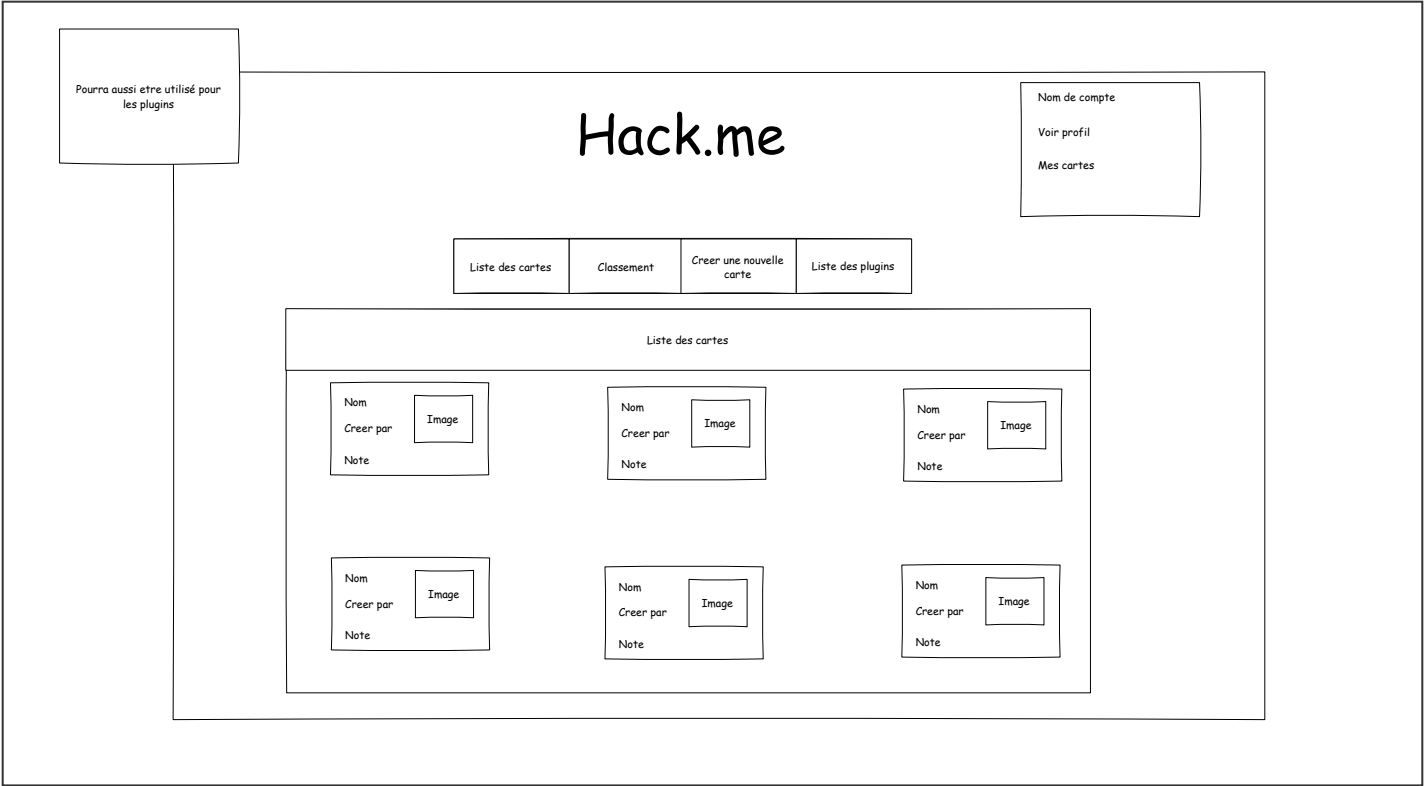 Pourra aussi etre utilisé pour
les plugins
Hack.me
Nom de compte
Voir profil
Mes cartes
Liste des cartes
Classement
Creer une nouvelle
carte
Liste des plugins
Liste des cartes
Nom
Creer par
Note
Image
Nom
Creer par
Note
Image
Nom
Creer par
Note
Image
Nom
Creer par
Note
Image
Nom
Creer par
Note
Image
Nom
Creer par
Note
Image